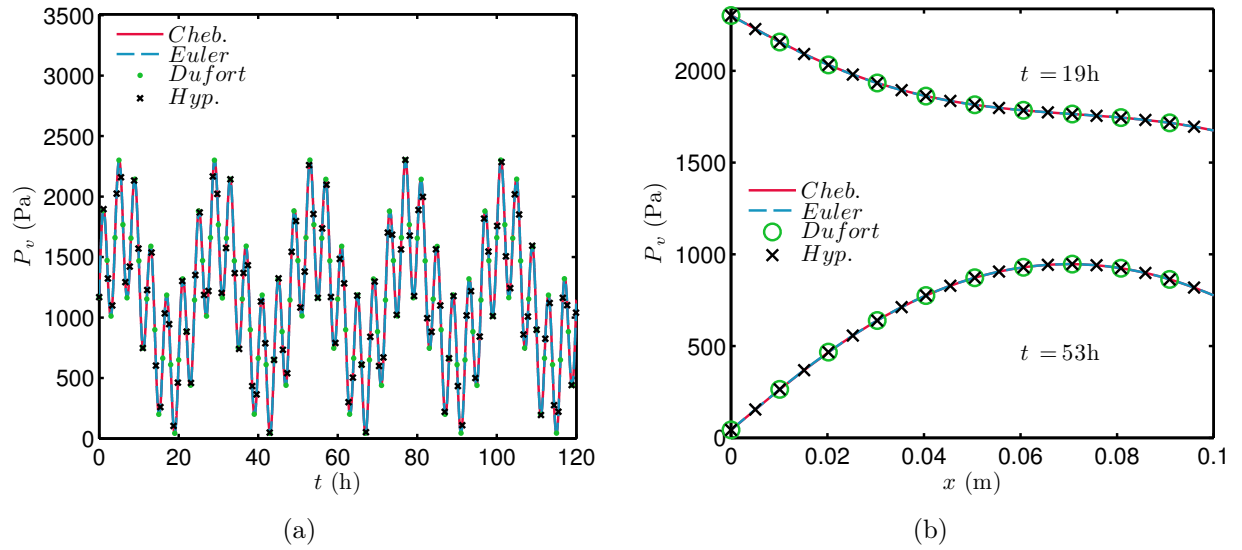 3500
3000
2500
2000
1500
1000
500
0
P_v (Pa)
Cheb.
Euler
Dufort
Hyp.
0 20 40 60 80 100 120
t (h)
(a)
2000
1500
1000
500
0
P_v (Pa)
t = 19h
Cheb.
Euler
Dufort
Hyp.
t = 53h
0 0.02 0.04 0.06 0.08 0.1
x (m)
(b)